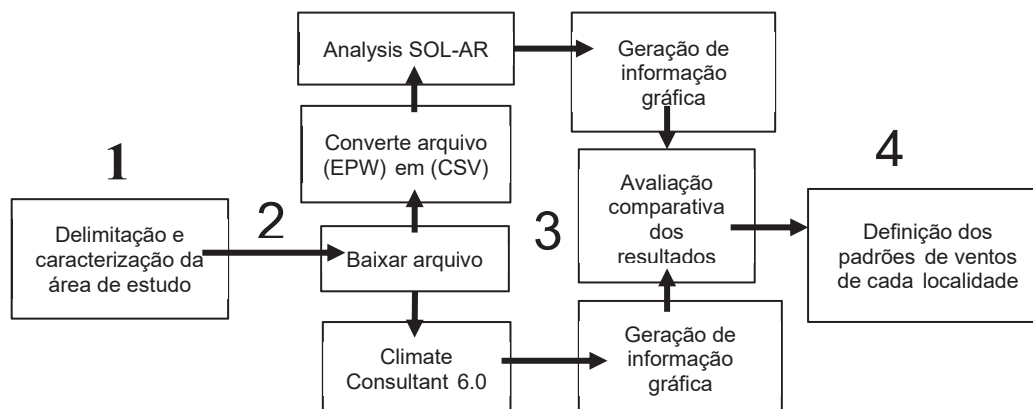 1
Delimitação e
caracterização da
área de estudo
2
Analysis SOL-AR
Converte arquivo
(EPW) em (CSV)
Baixar arquivo
Climate
Consultant 6.0
3
Geração de
informação
gráfica
Avaliação
comparativa
dos
resultados
Geração de
informação
gráfica
4
Definição dos
padrões de ventos
de cada localidade